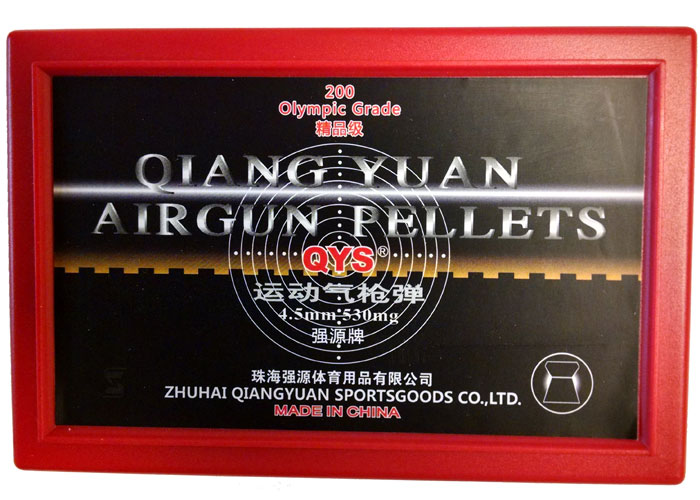 200
Olympic Grade
精品级
QIANG YUAN
AIRGUN PELLETS
QYS®
运动气枪弹
4.5mm 530mg
强源牌
珠海强源体育用品有限公司
ZHUHAI QIANGYUAN SPORTSGOODS CO.,LTD.
MADE IN CHINA